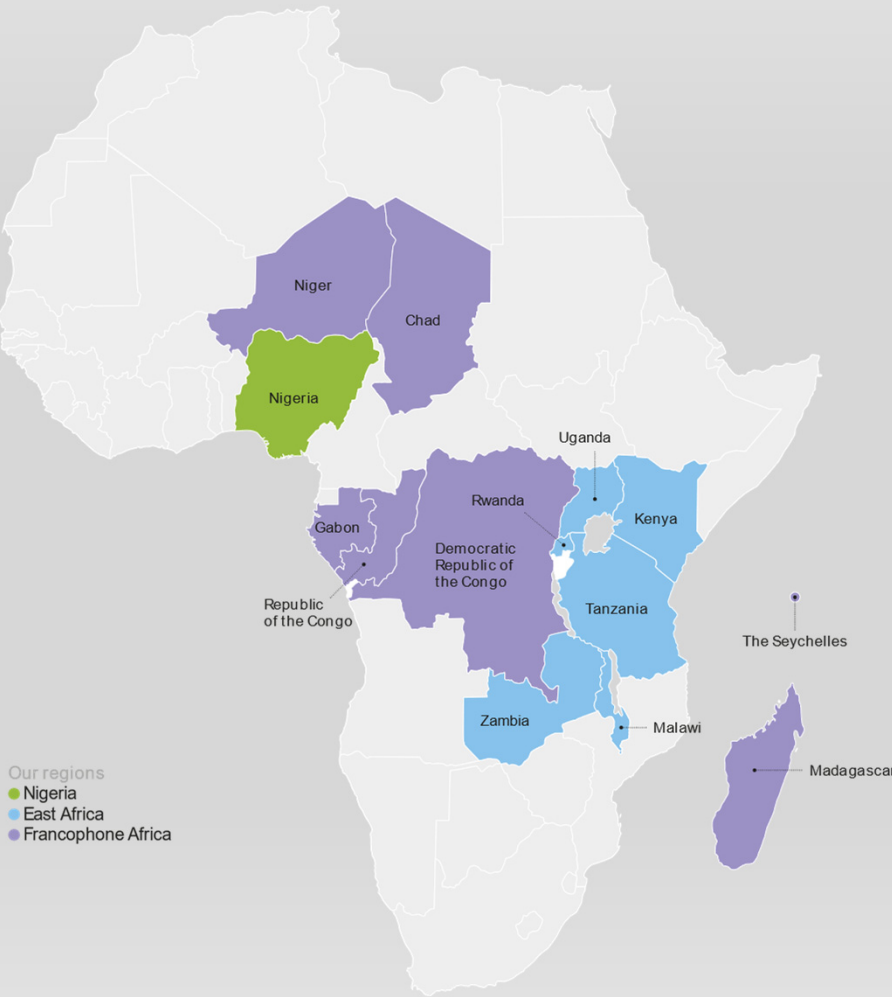 Niger
Chad
Nigeria
Uganda
Rwanda
Kenya
Gabon
Democratic
Republic of
the Congo
Tanzania
Republic
of the Congo
The Seychelles
Zambia
Malawi
Madagascar
Our regions
Nigeria
East Africa
Francophone Africa